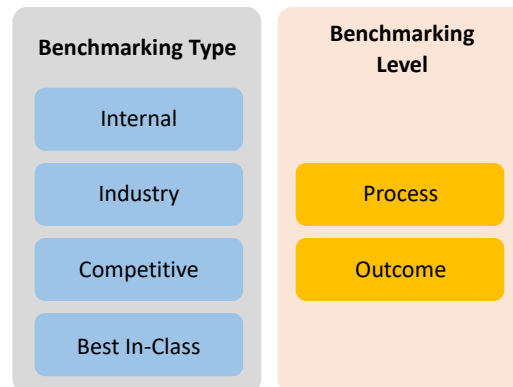 Benchmarking Type
Internal
Industry
Competitive
Best In-Class
Benchmarking
Level
Process
Outcome